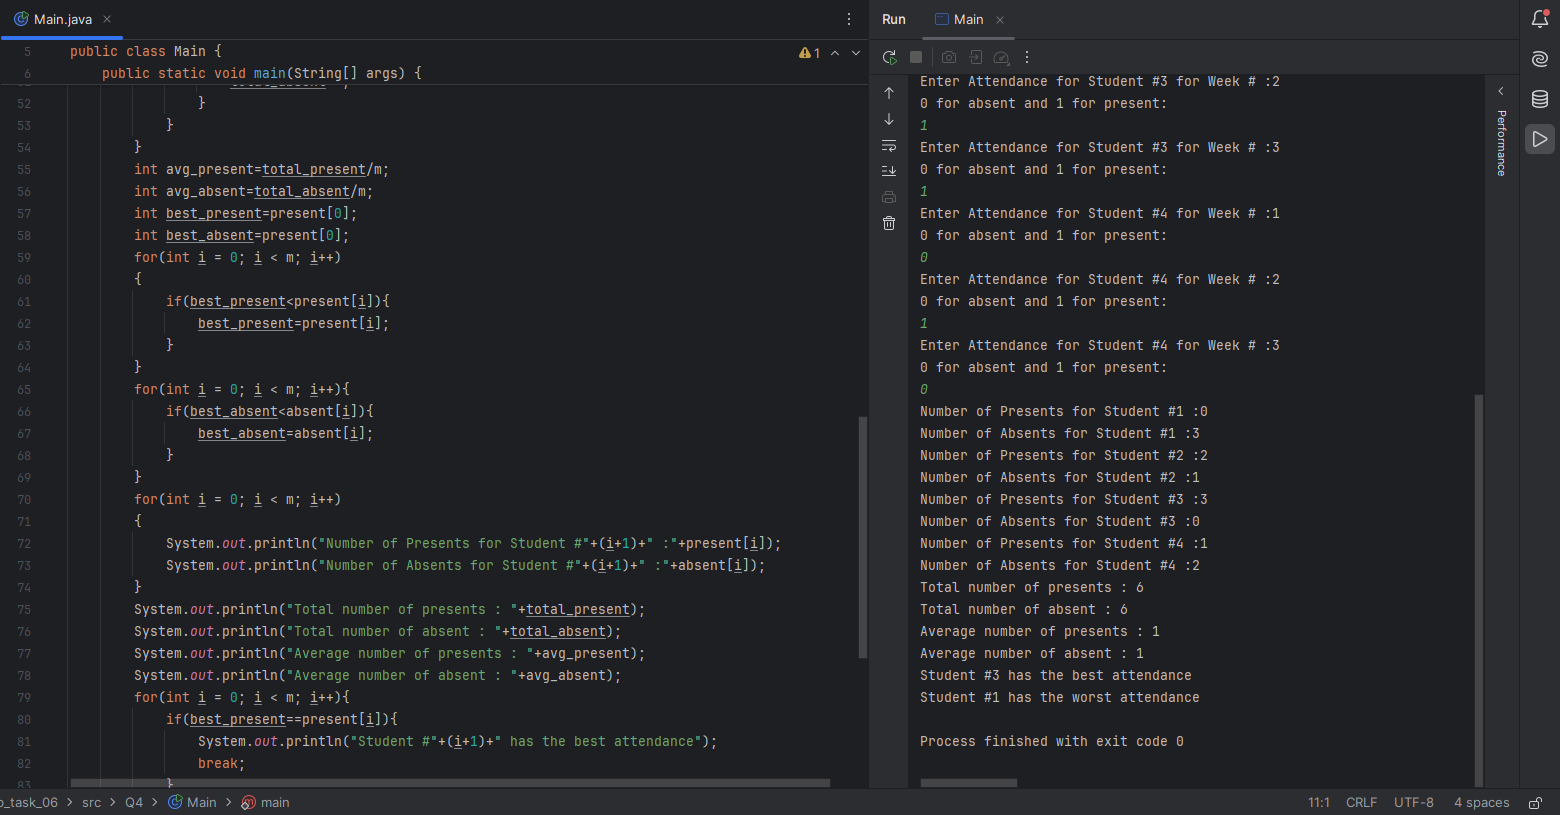 Main.java
5 public class Main {
6 public static void main(String[] args) {
52 }
53 }
54 }
55 int avg_present=total_present/m;
56 int avg_absent=total_absent/m;
57 int best_present=present[0];
58 int best_absent=present[0];
59 for(int i = 0; i < m; i++)
60 {
61 if(best_present<present[i]){
62 best_present=present[i];
63 }
64 }
65 for(int i = 0; i < m; i++){
66 if(best_absent<absent[i]){
67 best_absent=absent[i];
68 }
69 }
70 for(int i = 0; i < m; i++)
71 {
72 System.out.println("Number of Presents for Student #"+(i+1)+" :"+present[i]);
73 System.out.println("Number of Absents for Student #"+(i+1)+" :"+absent[i]);
74 }
75 System.out.println("Total number of presents : "+total_present);
76 System.out.println("Total number of absent : "+total_absent);
77 System.out.println("Average number of presents : "+avg_present);
78 System.out.println("Average number of absent : "+avg_absent);
79 for(int i = 0; i < m; i++){
80 if(best_present==present[i]){
81 System.out.println("Student #"+(i+1)+" has the best attendance");
82 break;
83 }
1
Run Main
Enter Attendance for Student #3 for Week # :2
0 for absent and 1 for present:
1
Enter Attendance for Student #3 for Week # :3
0 for absent and 1 for present:
1
Enter Attendance for Student #4 for Week # :1
0 for absent and 1 for present:
0
Enter Attendance for Student #4 for Week # :2
0 for absent and 1 for present:
1
Enter Attendance for Student #4 for Week # :3
0 for absent and 1 for present:
0
Number of Presents for Student #1 :0
Number of Absents for Student #1 :3
Number of Presents for Student #2 :2
Number of Absents for Student #2 :1
Number of Presents for Student #3 :3
Number of Absents for Student #3 :0
Number of Presents for Student #4 :1
Number of Absents for Student #4 :2
Total number of presents : 6
Total number of absent : 6
Average number of presents : 1
Average number of absent : 1
Student #3 has the best attendance
Student #1 has the worst attendance
Process finished with exit code 0
Performance
_task_06 > src > Q4 > Main > main
11:1 CRLF UTF-8 4 spaces